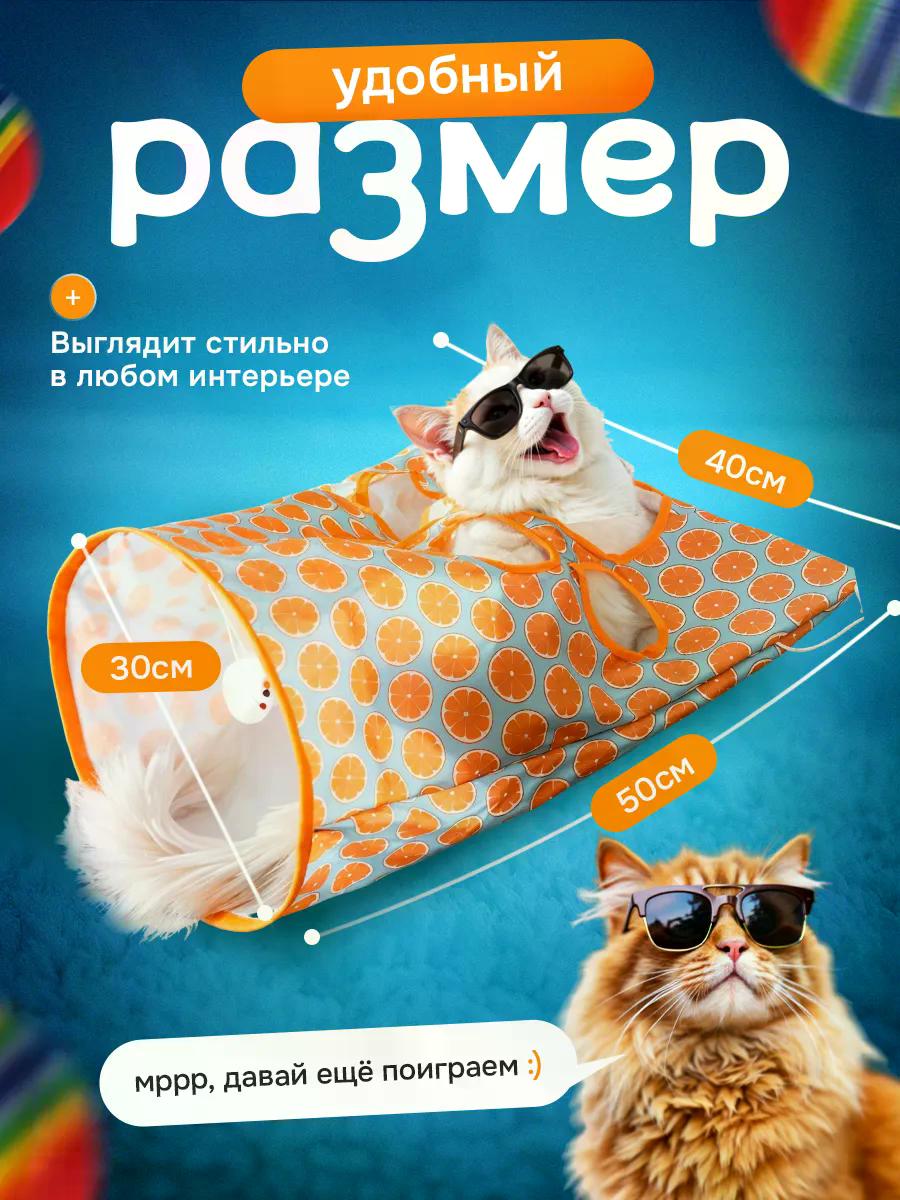 удобный
размер
+
Выглядит стильно
в любом интерьере
40см
30см
50см
мррр, давай ещё поиграем :)